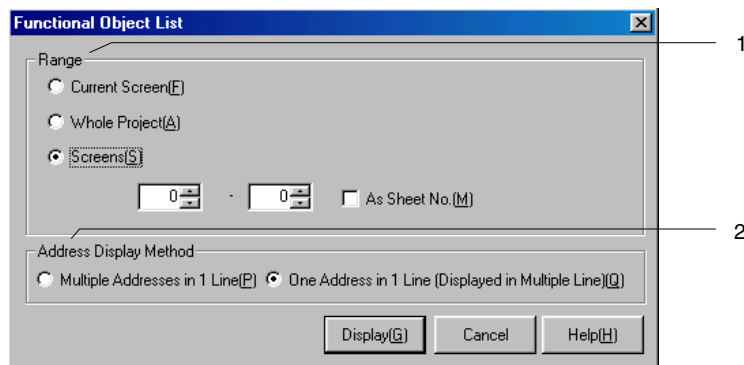 Functional Object List
1
Range
Current Screen(F)
Whole Project(A)
Screens(S)
0 - 0 As Sheet No.(M)
2
Address Display Method
Multiple Addresses in 1 Line(P) One Address in 1 Line (Displayed in Multiple Line)(Q)
Display(G) Cancel Help(H)